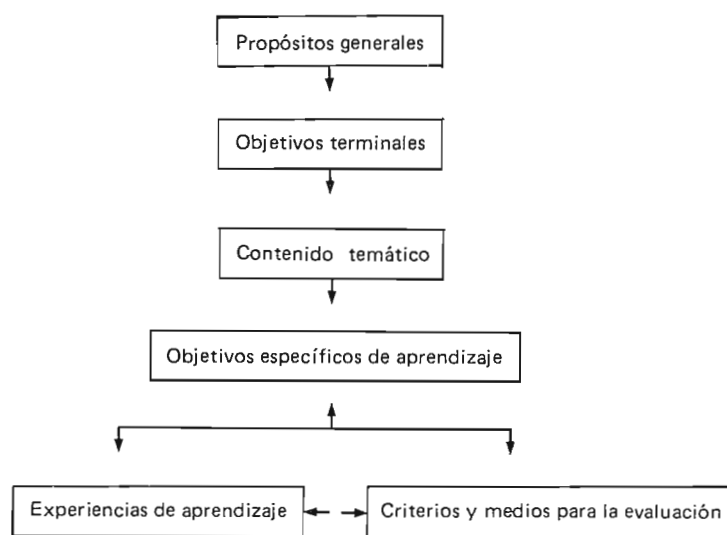 Propósitos generales
Objetivos terminales
Contenido temático
Objetivos específicos de aprendizaje
Experiencias de aprendizaje
Criterios y medios para la evaluación